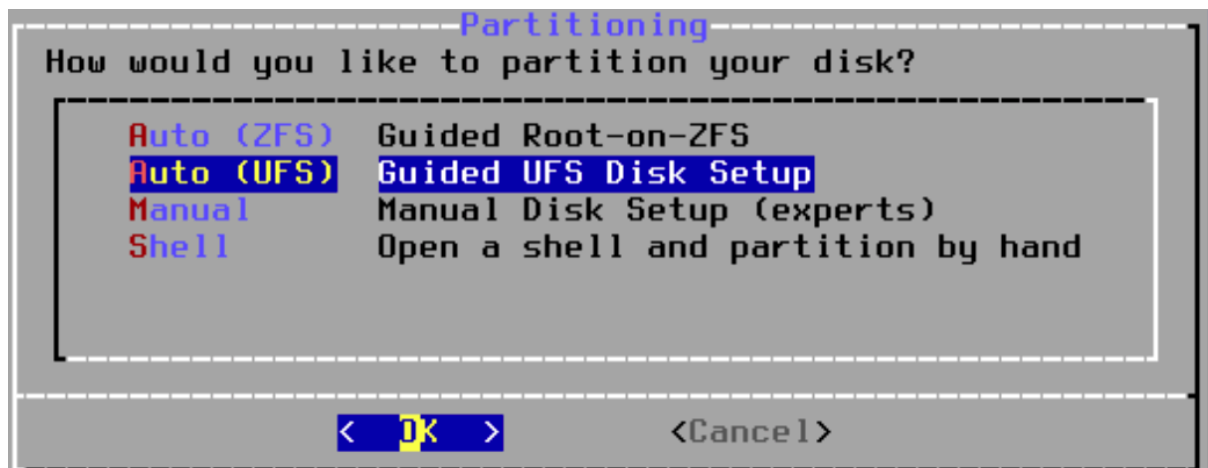 Partitioning
How would you like to partition your disk?
Auto (ZFS) Guided Root-on-ZFS
Auto (UFS) Guided UFS Disk Setup
Manual Manual Disk Setup (experts)
Shell Open a shell and partition by hand
< OK > <Cancel>